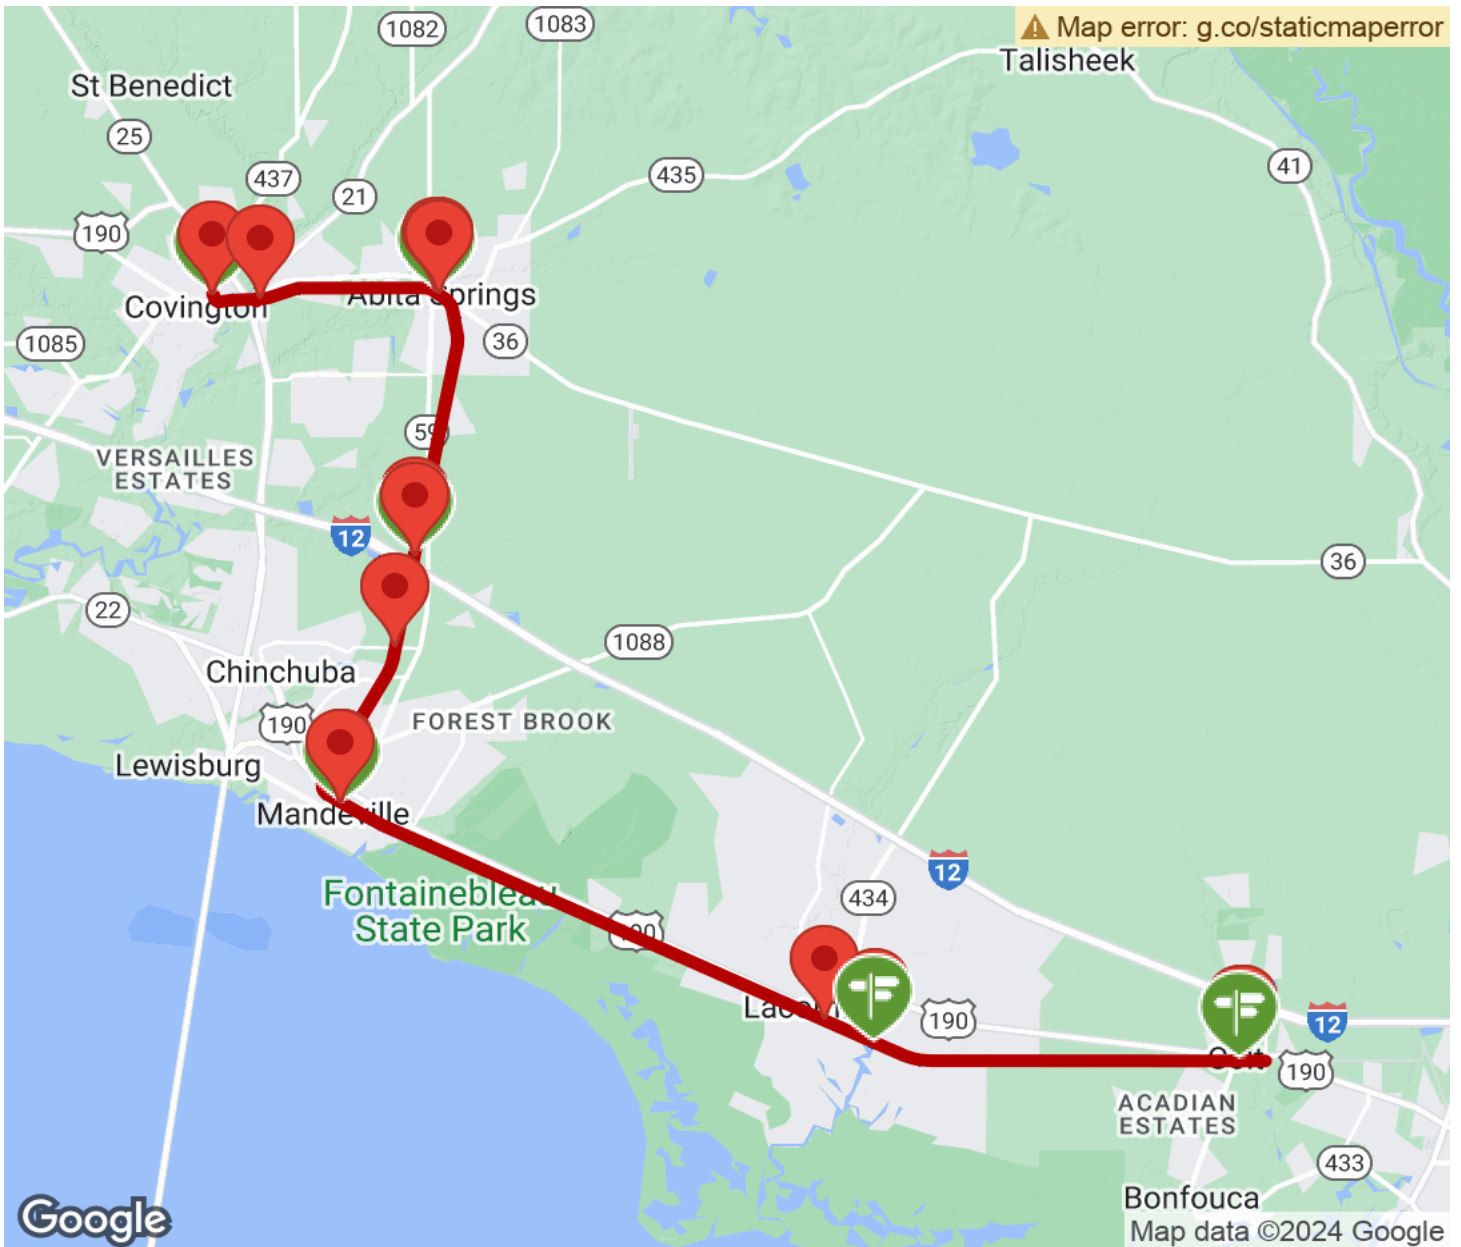 1082
1083
Map error: g.co/staticmaperror
Talisheek
St Benedict
25
41
437
435
21
190
Covington
Abita Springs
1085
36
59
VERSAILLES
ESTATES
12
36
22
1088
Chinchuba
190
FOREST BROOK
Lewisburg
Mandeville
12
Fontainebleau
State Park
434
190
190
12
190
ACADIAN
ESTATES
433
Bonfouca
Google
Map data ©2024 Google